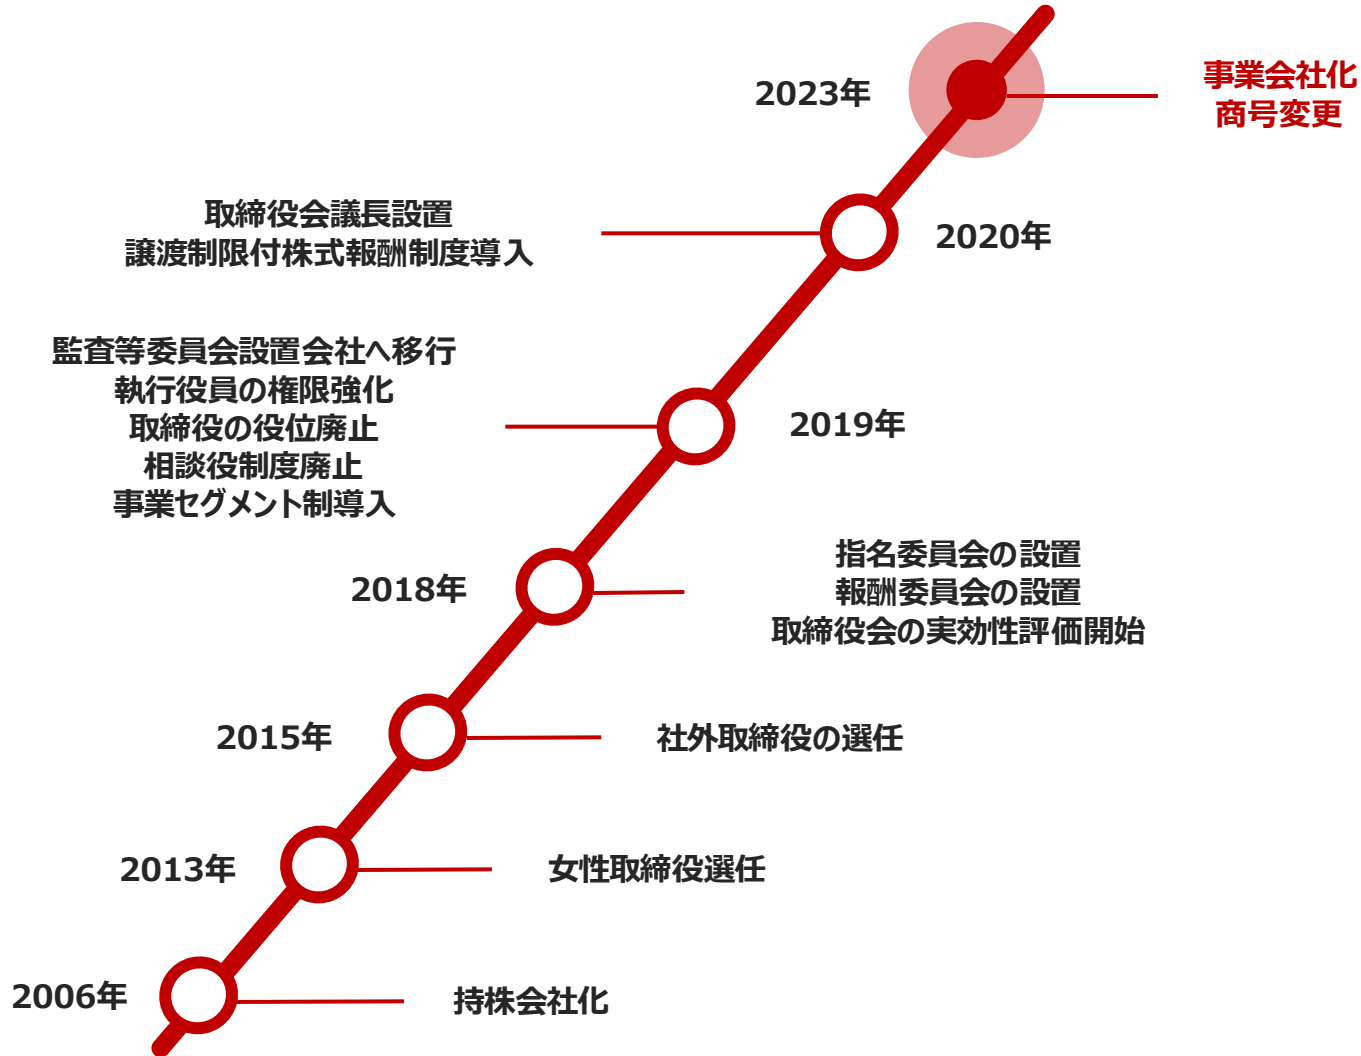 2023年
事業会社化
商号変更
取締役会議長設置
譲渡制限付株式報酬制度導入
2020年
監査等委員会設置会社へ移行
執行役員の権限強化
取締役の役位廃止
相談役制度廃止
事業セグメント制導入
2019年
2018年
指名委員会の設置
報酬委員会の設置
取締役会の実効性評価開始
2015年
社外取締役の選任
2013年
女性取締役選任
2006年
持株会社化